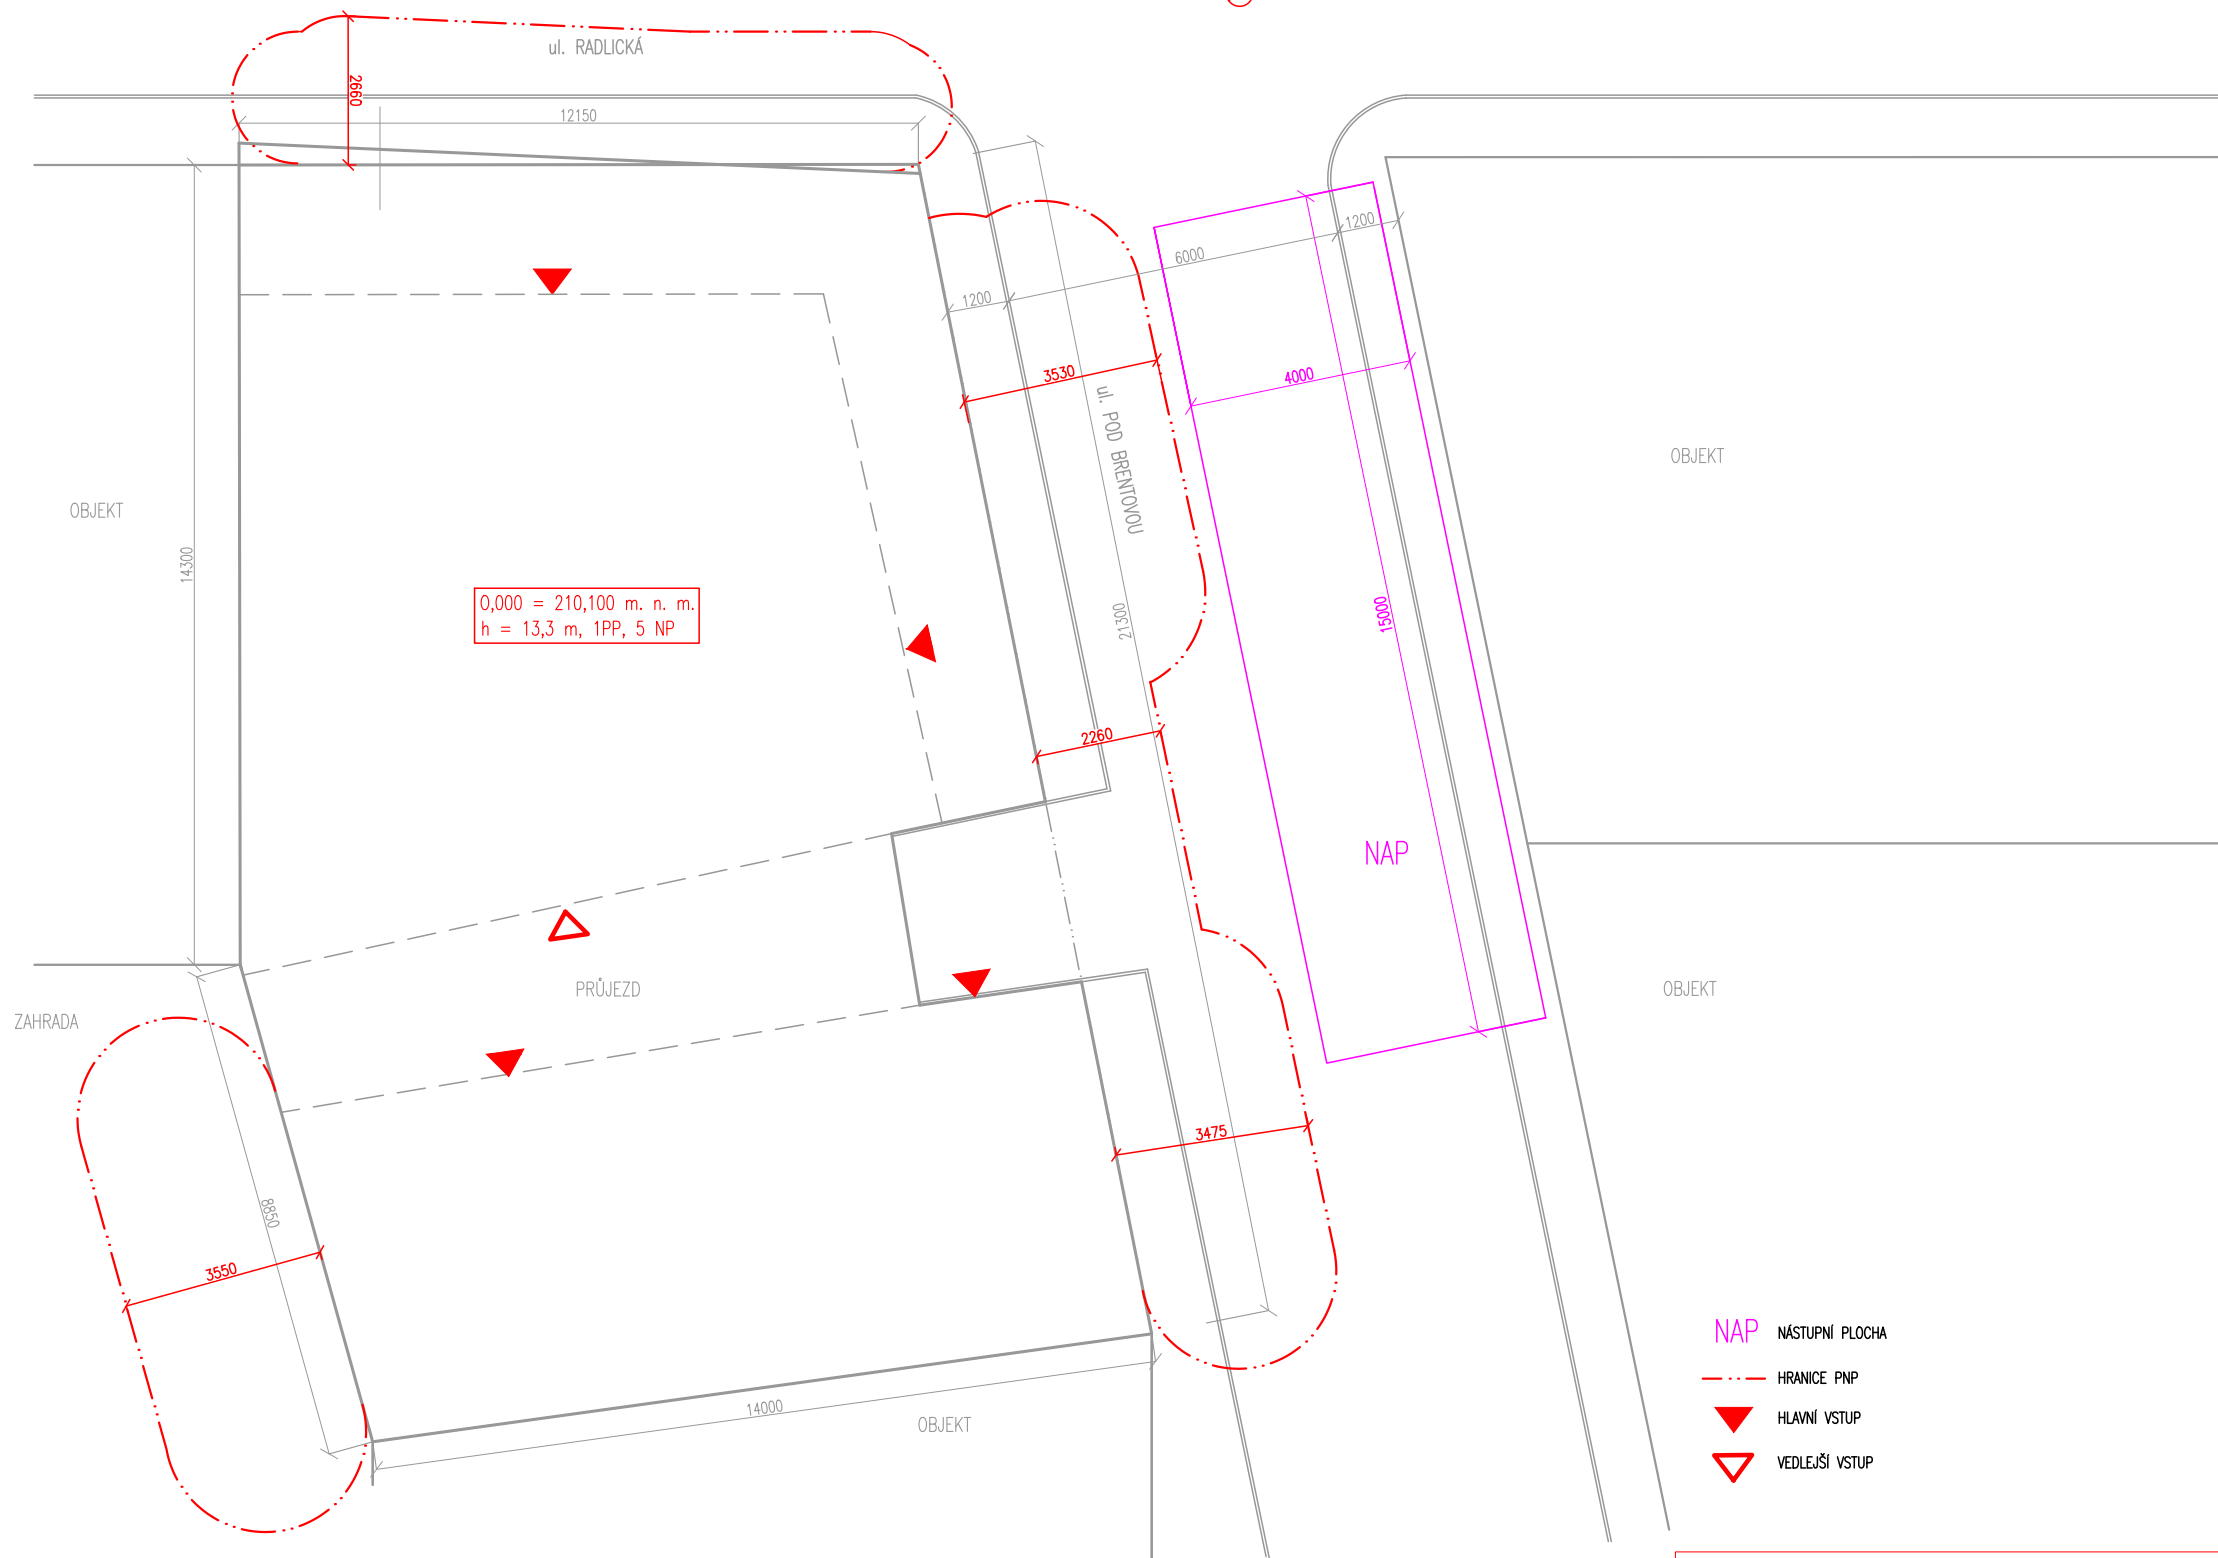 ul. RADLICKÁ
2660
12150
1200
6000
1200
3530
4000
ul. POD BRENTOVOU
OBJEKT
OBJEKT
14300
0,000 = 210,100 m. n. m.
h = 13,3 m, 1PP, 5 NP
21300
15000
2260
NAP
PRŮJEZD
OBJEKT
ZAHRADA
3475
8850
3550
14000
OBJEKT
NAP NÁSTUPNÍ PLOCHA
HRANICE PNP
HLAVNÍ VSTUP
VEDLEJŠÍ VSTUP